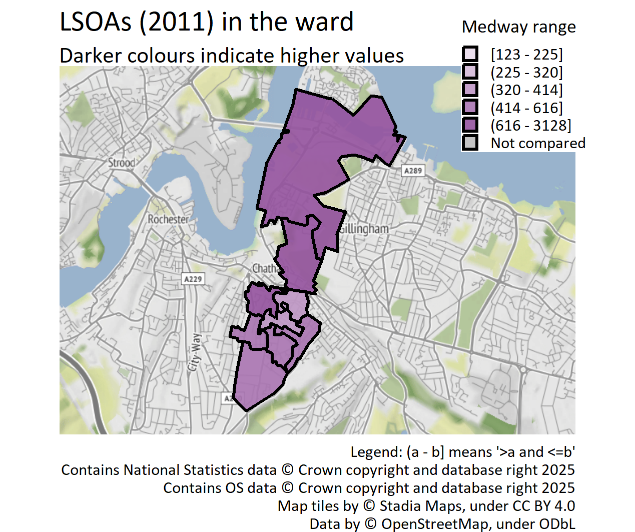 LSOAs (2011) in the ward
Darker colours indicate higher values
Medway range
[123 - 225]
(225 - 320]
(320 - 414]
(414 - 616]
(616 - 3128]
Not compared
A289
Strood
Rochester
Gillingham
Chath
A229
City Way
Legend: (a - b] means '>a and <=b'
Contains National Statistics data © Crown copyright and database right 2025
Contains OS data © Crown copyright and database right 2025
Map tiles by © Stadia Maps, under CC BY 4.0
Data by © OpenStreetMap, under ODbL